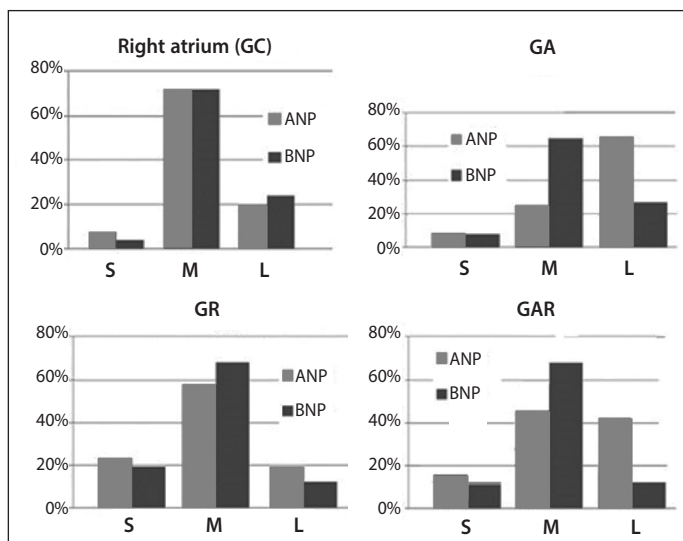 Right atrium (GC)
80%
60%
40%
20%
0%
ANP
BNP
S M L
GA
80%
60%
40%
20%
0%
ANP
BNP
S M L
GR
80%
60%
40%
20%
0%
ANP
BNP
S M L
GAR
80%
60%
40%
20%
0%
ANP
BNP
S M L